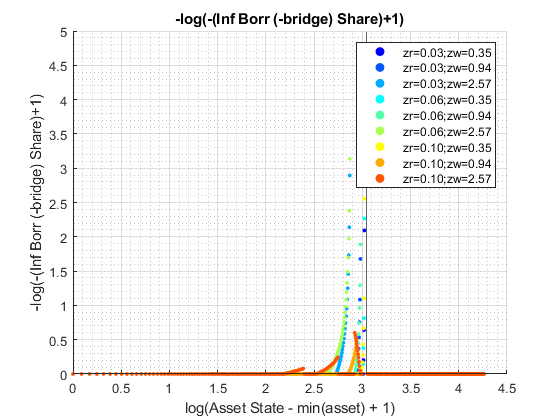 -log(-(Inf Borr (-bridge) Share)+1)
5
4.5
4
3.5
3
2.5
2
1.5
1
0.5
0
-log(-(Inf Borr (-bridge) Share)+1)
zr=0.03;zw=0.35
zr=0.03;zw=0.94
zr=0.03;zw=2.57
zr=0.06;zw=0.35
zr=0.06;zw=0.94
zr=0.06;zw=2.57
zr=0.10;zw=0.35
zr=0.10;zw=0.94
zr=0.10;zw=2.57
0 0.5 1 1.5 2 2.5 3 3.5 4 4.5
log(Asset State - min(asset) + 1)